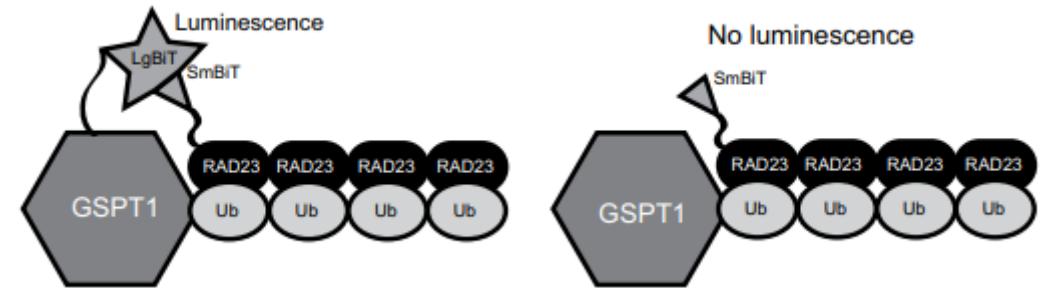 Luminescence
LgBiT
SmBiT
GSPT1
RAD23 RAD23 RAD23 RAD23
Ub Ub Ub Ub
No luminescence
SmBiT
GSPT1
RAD23 RAD23 RAD23 RAD23
Ub Ub Ub Ub